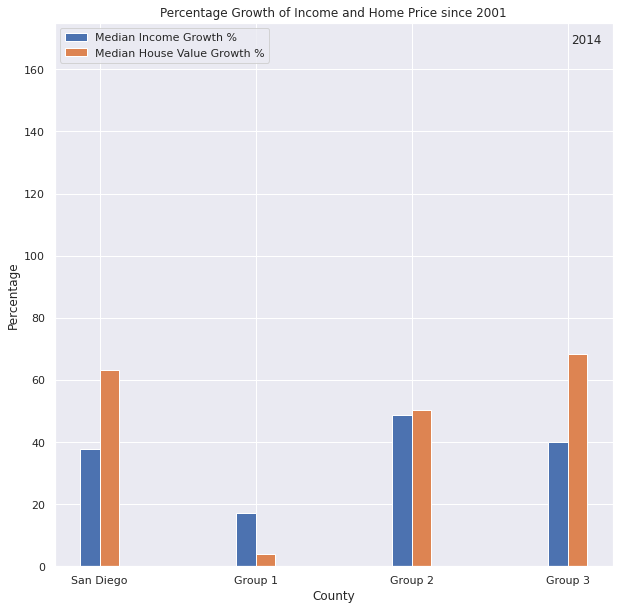 Percentage Growth of Income and Home Price since 2001
Median Income Growth %
Median House Value Growth %
2014
160
140
120
100
80
60
40
20
0
Percentage
San Diego Group 1 Group 2 Group 3
County